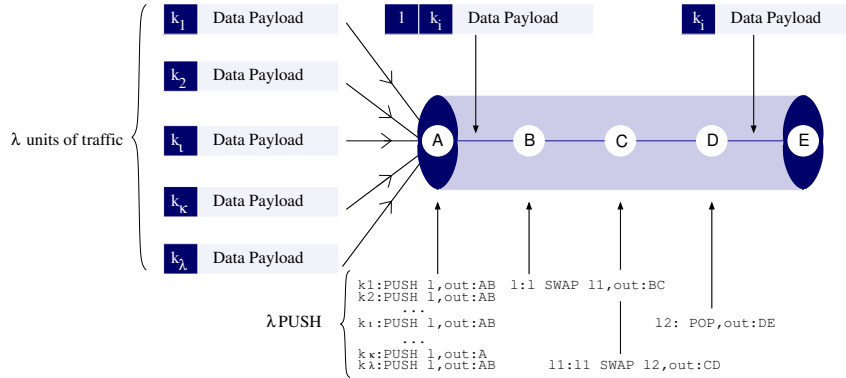 k1 Data Payload
l ki Data Payload
ki Data Payload
k2 Data Payload
λ units of traffic
kι Data Payload
A B C D E
kκ Data Payload
kλ Data Payload
k1:PUSH l,out:AB l:l SWAP l1,out:BC
k2:PUSH l,out:AB
...
λ PUSH
kι:PUSH l,out:AB l2: POP,out:DE
...
kκ:PUSH l,out:A
kλ:PUSH l,out:AB l1:l1 SWAP l2,out:CD